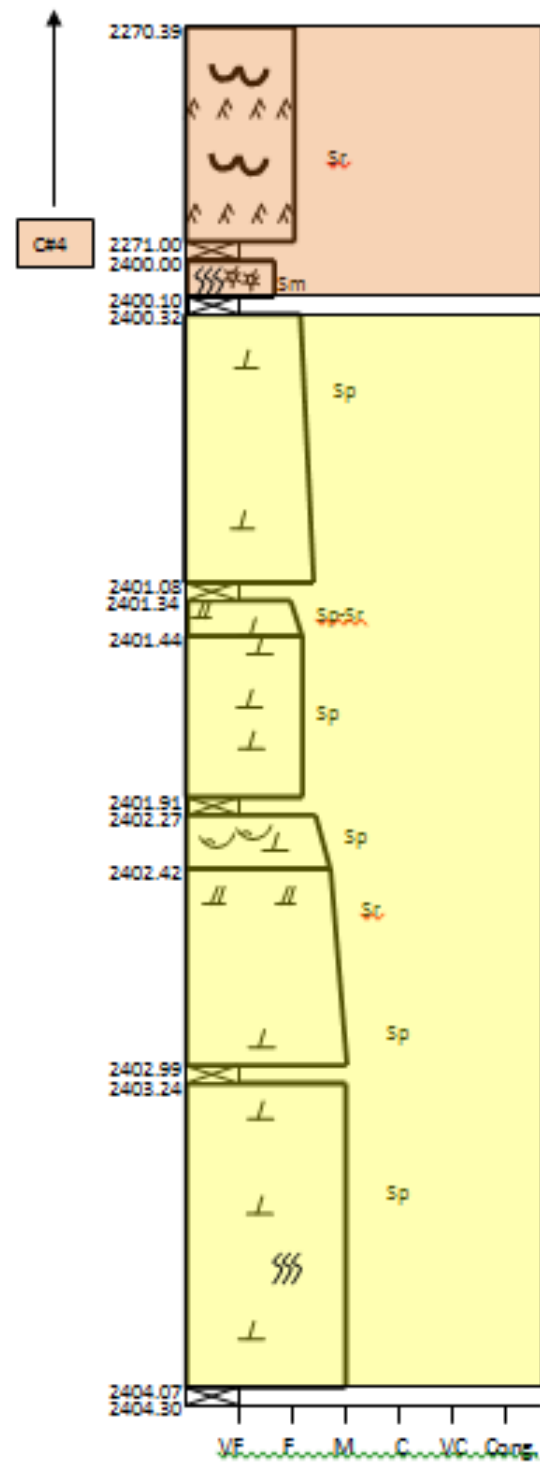 2270.39
Sr
C#4
2271.00
2400.00
Sm
2400.10
2400.32
Sp
2401.08
2401.34
Sp-Sr
2401.44
Sp
2401.91
2402.27
Sp
2402.42
Sr
Sp
2402.99
2403.24
Sp
2404.07
2404.30
VF F M C VC Cong.